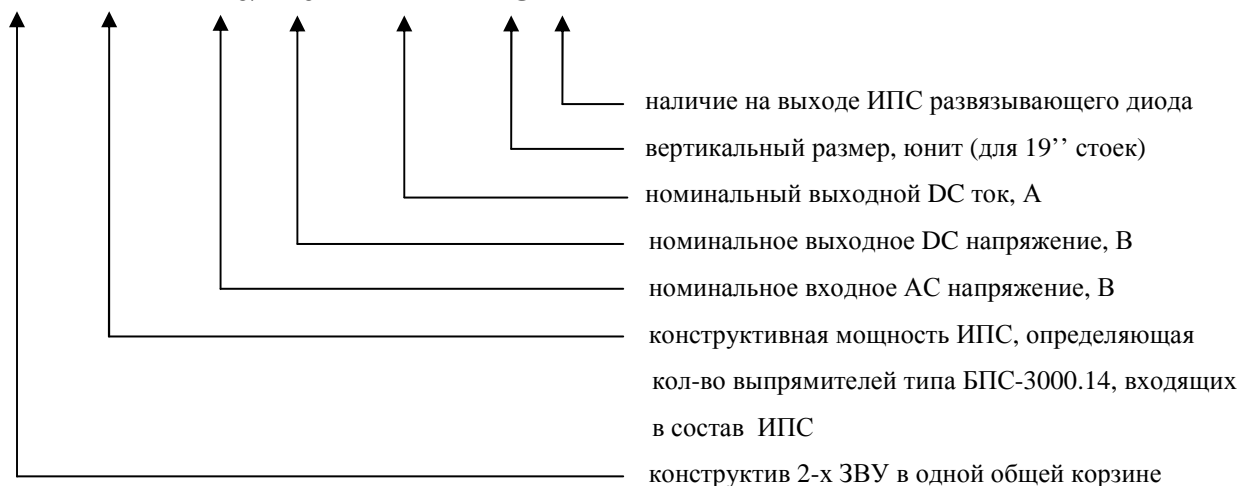 наличие на выходе ИПС развязывающего диода
вертикальный размер, юнит (для 19’’ стоек)
номинальный выходной DC ток, А
номинальное выходное DC напряжение, В
номинальное входное AC напряжение, В
конструктивная мощность ИПС, определяющая
кол-во выпрямителей типа БПС-3000.14, входящих
в состав ИПС
конструктив 2-х ЗВУ в одной общей корзине